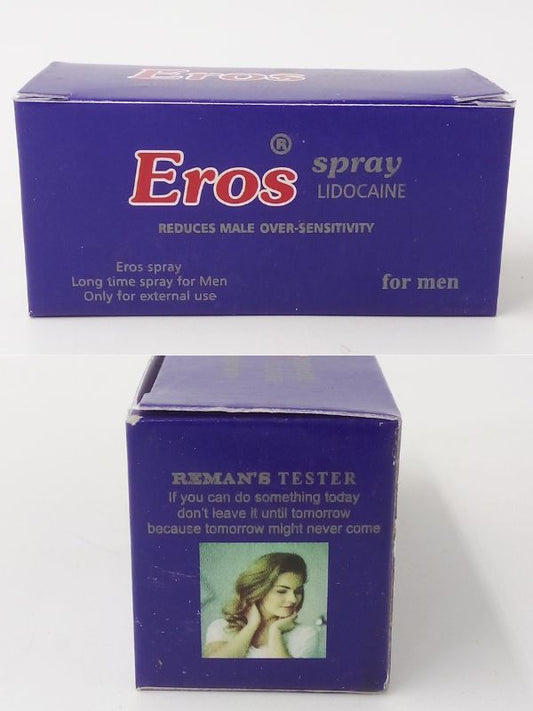 Eros
Eros® spray
LIDOCAINE
REDUCES MALE OVER-SENSITIVITY
Eros spray
Long time spray for Men
Only for external use
for men
REMAN'S TESTER
If you can do something today
don't leave it until tomorrow
because tomorrow might never come